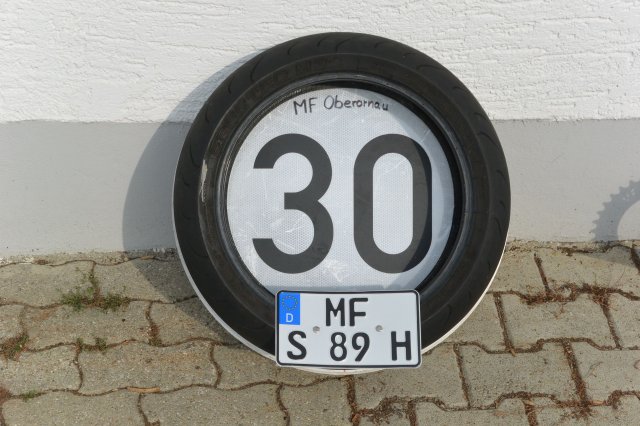 MF Oberornau
30
D
MF
S 89 H